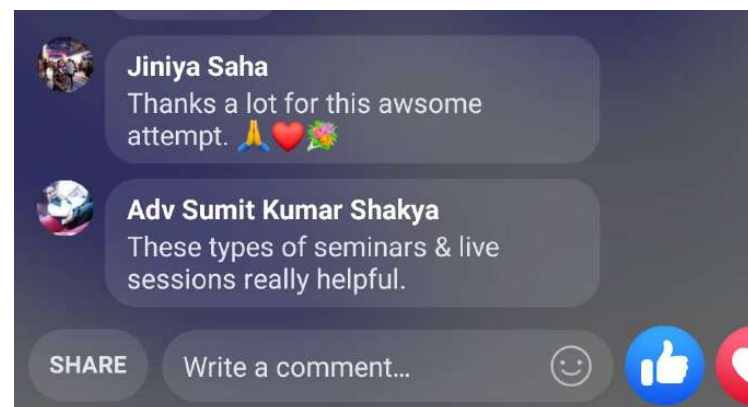 Jiniya Saha
Thanks a lot for this awsome
attempt. 🙏❤️💐
Adv Sumit Kumar Shakya
These types of seminars & live
sessions really helpful.
SHARE
Write a comment...